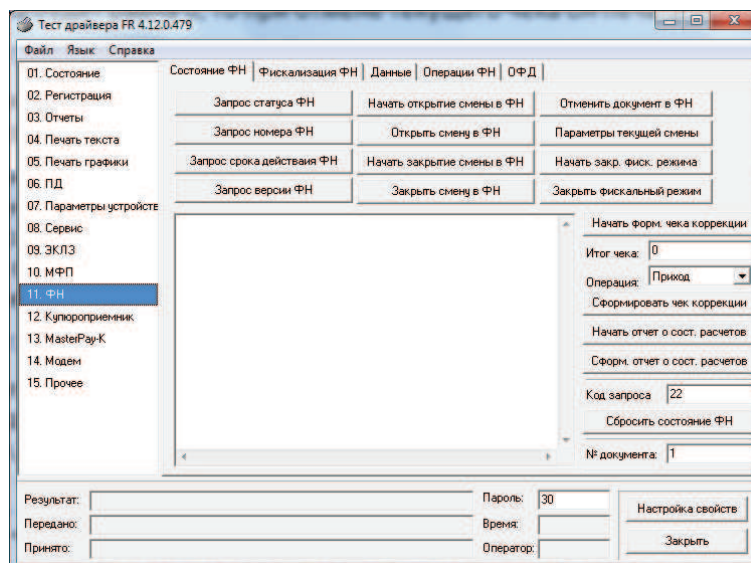 Тест драйвера FR 4.12.0.479
Файл Язык Справка
01. Состояние
02. Регистрация
03. Отчеты
04. Печать текста
05. Печать графики
06. ПД
07. Параметры устройств
08. Сервис
09. ЭКЛЗ
10. МФП
11. ФН
12. Купюроприемник
13. MasterPay-K
14. Модем
15. Прочее
Состояние ФН Фискализация ФН Данные Операции ФН ОФД
Запрос статуса ФН Начать открытие смены в ФН Отменить документ в ФН
Запрос номера ФН Открыть смену в ФН Параметры текущей смены
Запрос срока действаия ФН Начать закрытие смены в ФН Начать закр. фиск. режима
Запрос версии ФН Закрыть смену в ФН Закрыть фискальный режим
Начать форм. чека коррекции
Итог чека: 0
Операция: Приход
Сформировать чек коррекции
Начать отчет о сост. расчетов
Сформ. отчет о сост. расчетов
Код запроса 22
Сбросить состояние ФН
№ документа: 1
Результат: Пароль: 30
Настройка свойств
Передано: Время:
Принято: Оператор: Закрыть